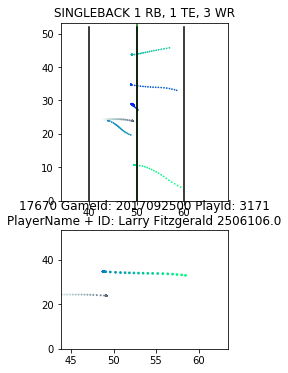 SINGLEBACK 1 RB, 1 TE, 3 WR
50
40
30
20
10
0
40 50 60
17670 GameId: 2017092500 PlayId: 3171
PlayerName + ID: Larry Fitzgerald 2506106.0
40
20
0
45 50 55 60